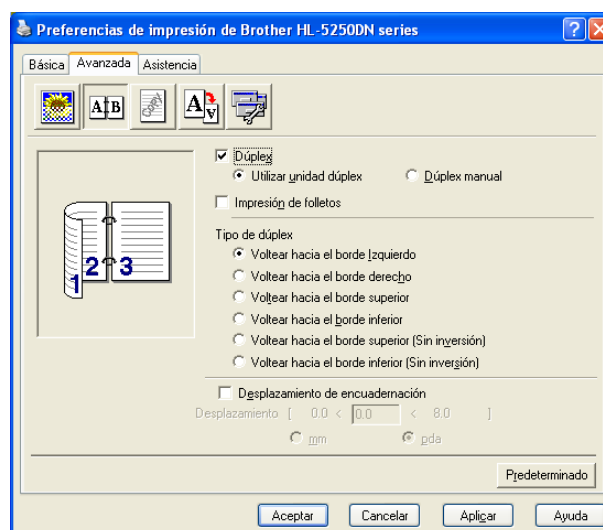 Preferencias de impresión de Brother HL-5250DN series
Básica Avanzada Asistencia
A B A A
Dúplex
Utilizar unidad dúplex Dúplex manual
Impresión de folletos
Tipo de dúplex
Voltear hacia el borde Izquierdo
Voltear hacia el borde derecho
Voltear hacia el borde superior
Voltear hacia el borde inferior
Voltear hacia el borde superior (Sin inversión)
Voltear hacia el borde inferior (Sin inversión)
1 2 3
Desplazamiento de encuadernación
Desplazamiento [ 0.0 < 0.0 < 8.0 ]
mm pda
Predeterminado
Aceptar Cancelar Aplicar Ayuda